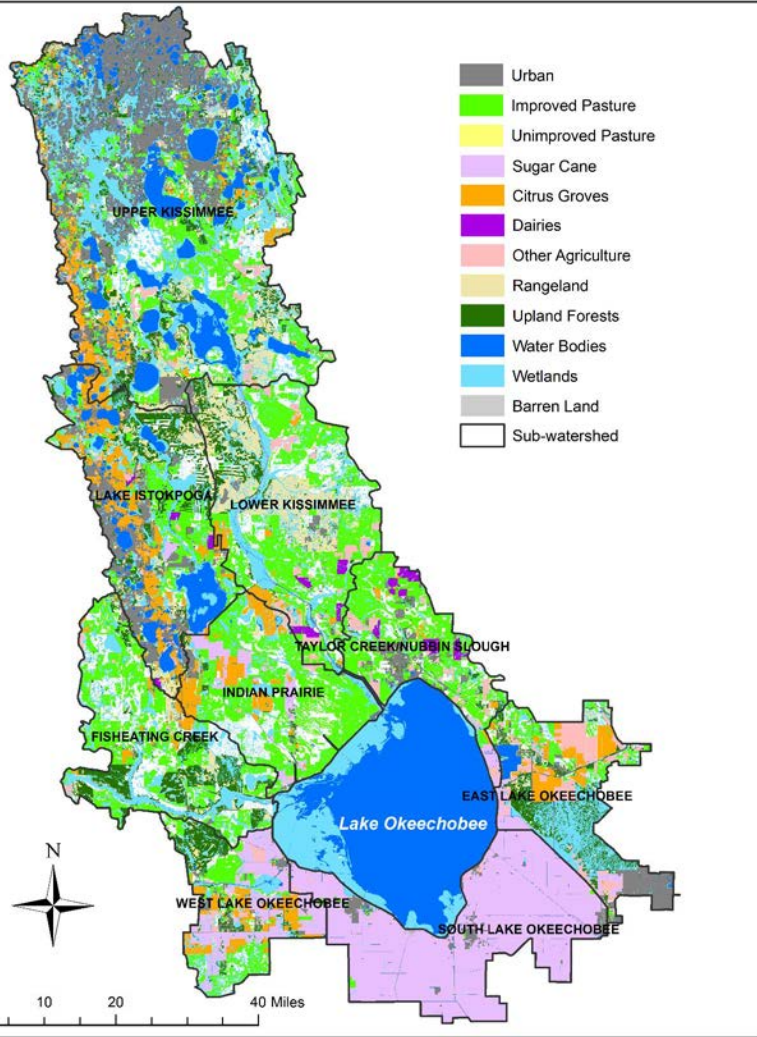 Urban
Improved Pasture
Unimproved Pasture
Sugar Cane
Citrus Groves
Dairies
Other Agriculture
Rangeland
Upland Forests
Water Bodies
Wetlands
Barren Land
Sub-watershed
UPPER KISSIMMEE
LAKE ISTOKPOGA
LOWER KISSIMMEE
TAYLOR CREEK/NUBBIN SLOUGH
INDIAN PRAIRIE
FISHEATING CREEK
EAST LAKE OKEECHOBEE
Lake Okeechobee
N
WEST LAKE OKEECHOBEE
SOUTH LAKE OKEECHOBEE
10 20 40 Miles